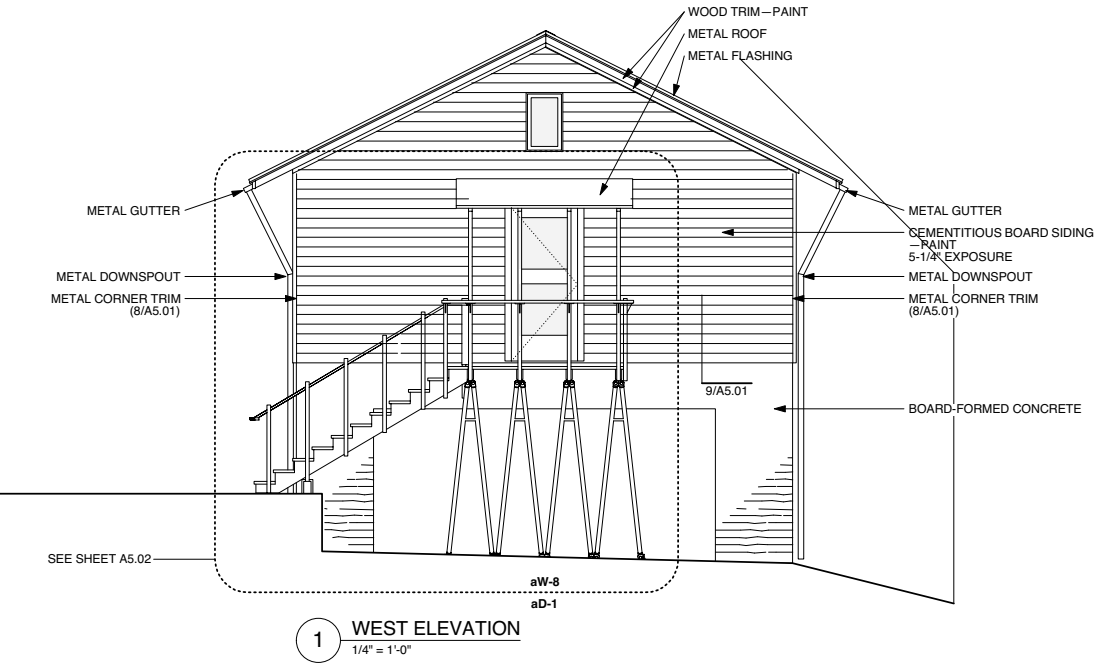 WOOD TRIM—PAINT
METAL ROOF
METAL FLASHING
METAL GUTTER
METAL GUTTER
CEMENTITIOUS BOARD SIDING
—PAINT
5-1/4" EXPOSURE
METAL DOWNSPOUT
METAL DOWNSPOUT
METAL CORNER TRIM
(8/A5.01)
METAL CORNER TRIM
(8/A5.01)
9/A5.01
BOARD-FORMED CONCRETE
SEE SHEET A5.02
aW-8
aD-1
1 WEST ELEVATION
1/4" = 1'-0"